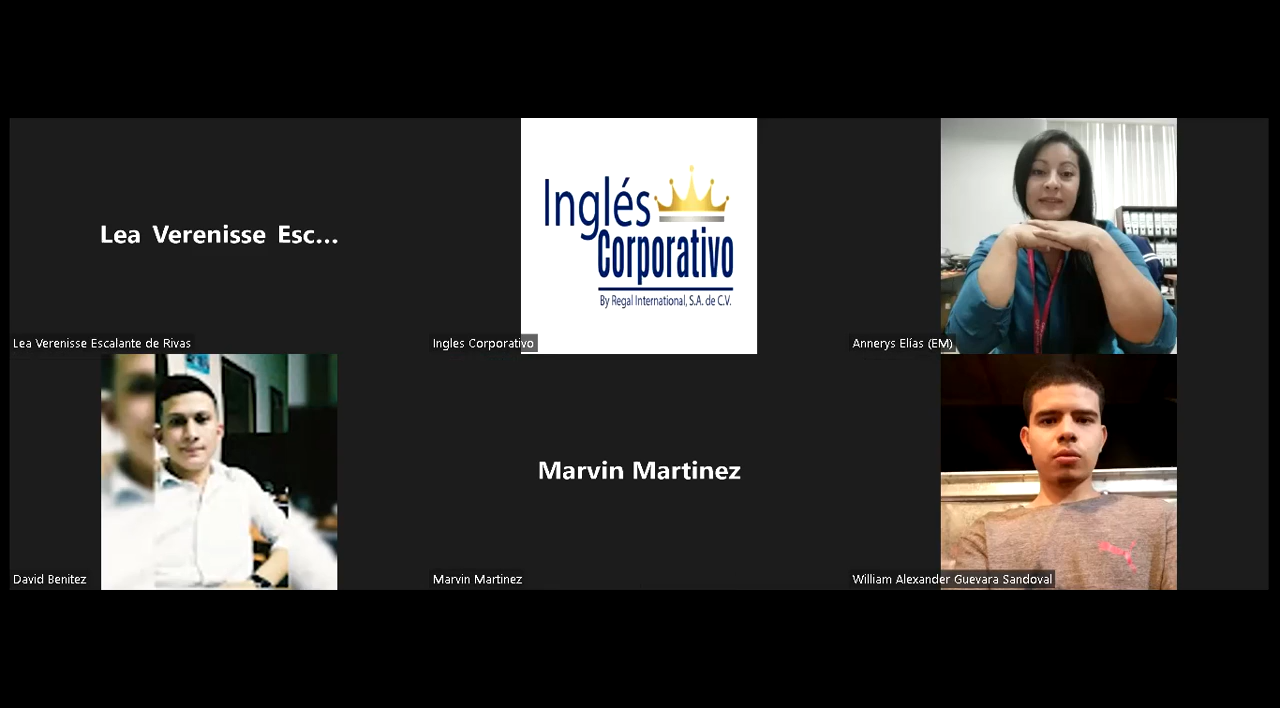 Lea Verenisse Esc...
Lea Verenisse Escalante de Rivas
Inglés
Corporativo
By Regal International, S.A. de C.V.
Ingles Corporativo
Annerys Elías (EM)
David Benitez
Marvin Martinez
Marvin Martinez
William Alexander Guevara Sandoval